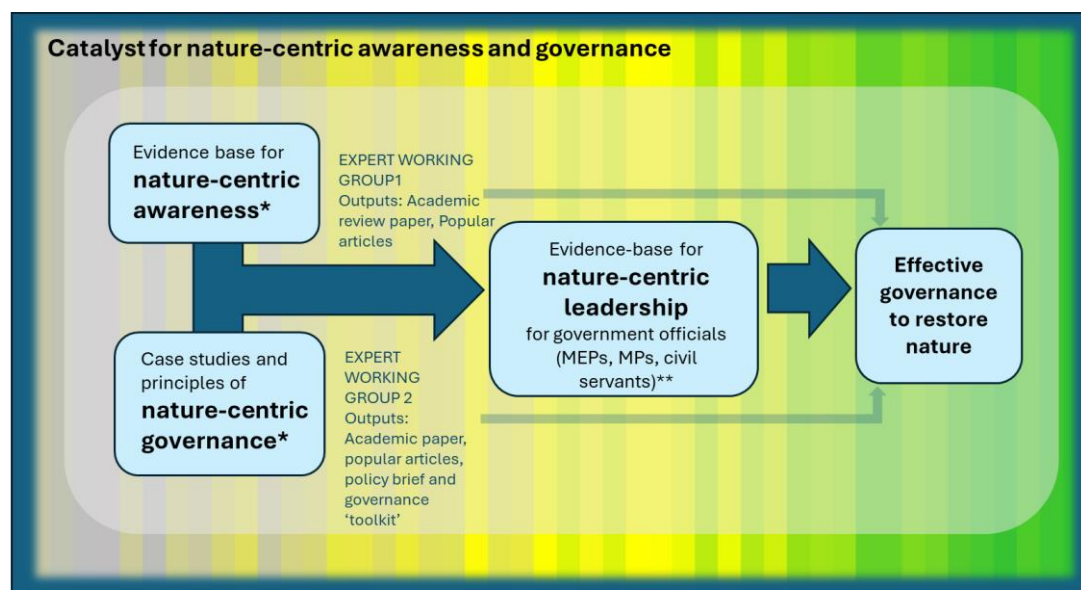 Catalyst for nature-centric awareness and governance
Evidence base for
nature-centric
awareness*
EXPERT WORKING
GROUP1
Outputs: Academic
review paper, Popular
articles
Evidence-base for
nature-centric
leadership
for government officials
(MEPs, MPs, civil
servants)**
Effective
governance
to restore
nature
Case studies and
principles of
nature-centric
governance*
EXPERT
WORKING
GROUP 2
Outputs:
Academic paper,
popular articles,
policy brief and
governance
‘toolkit’